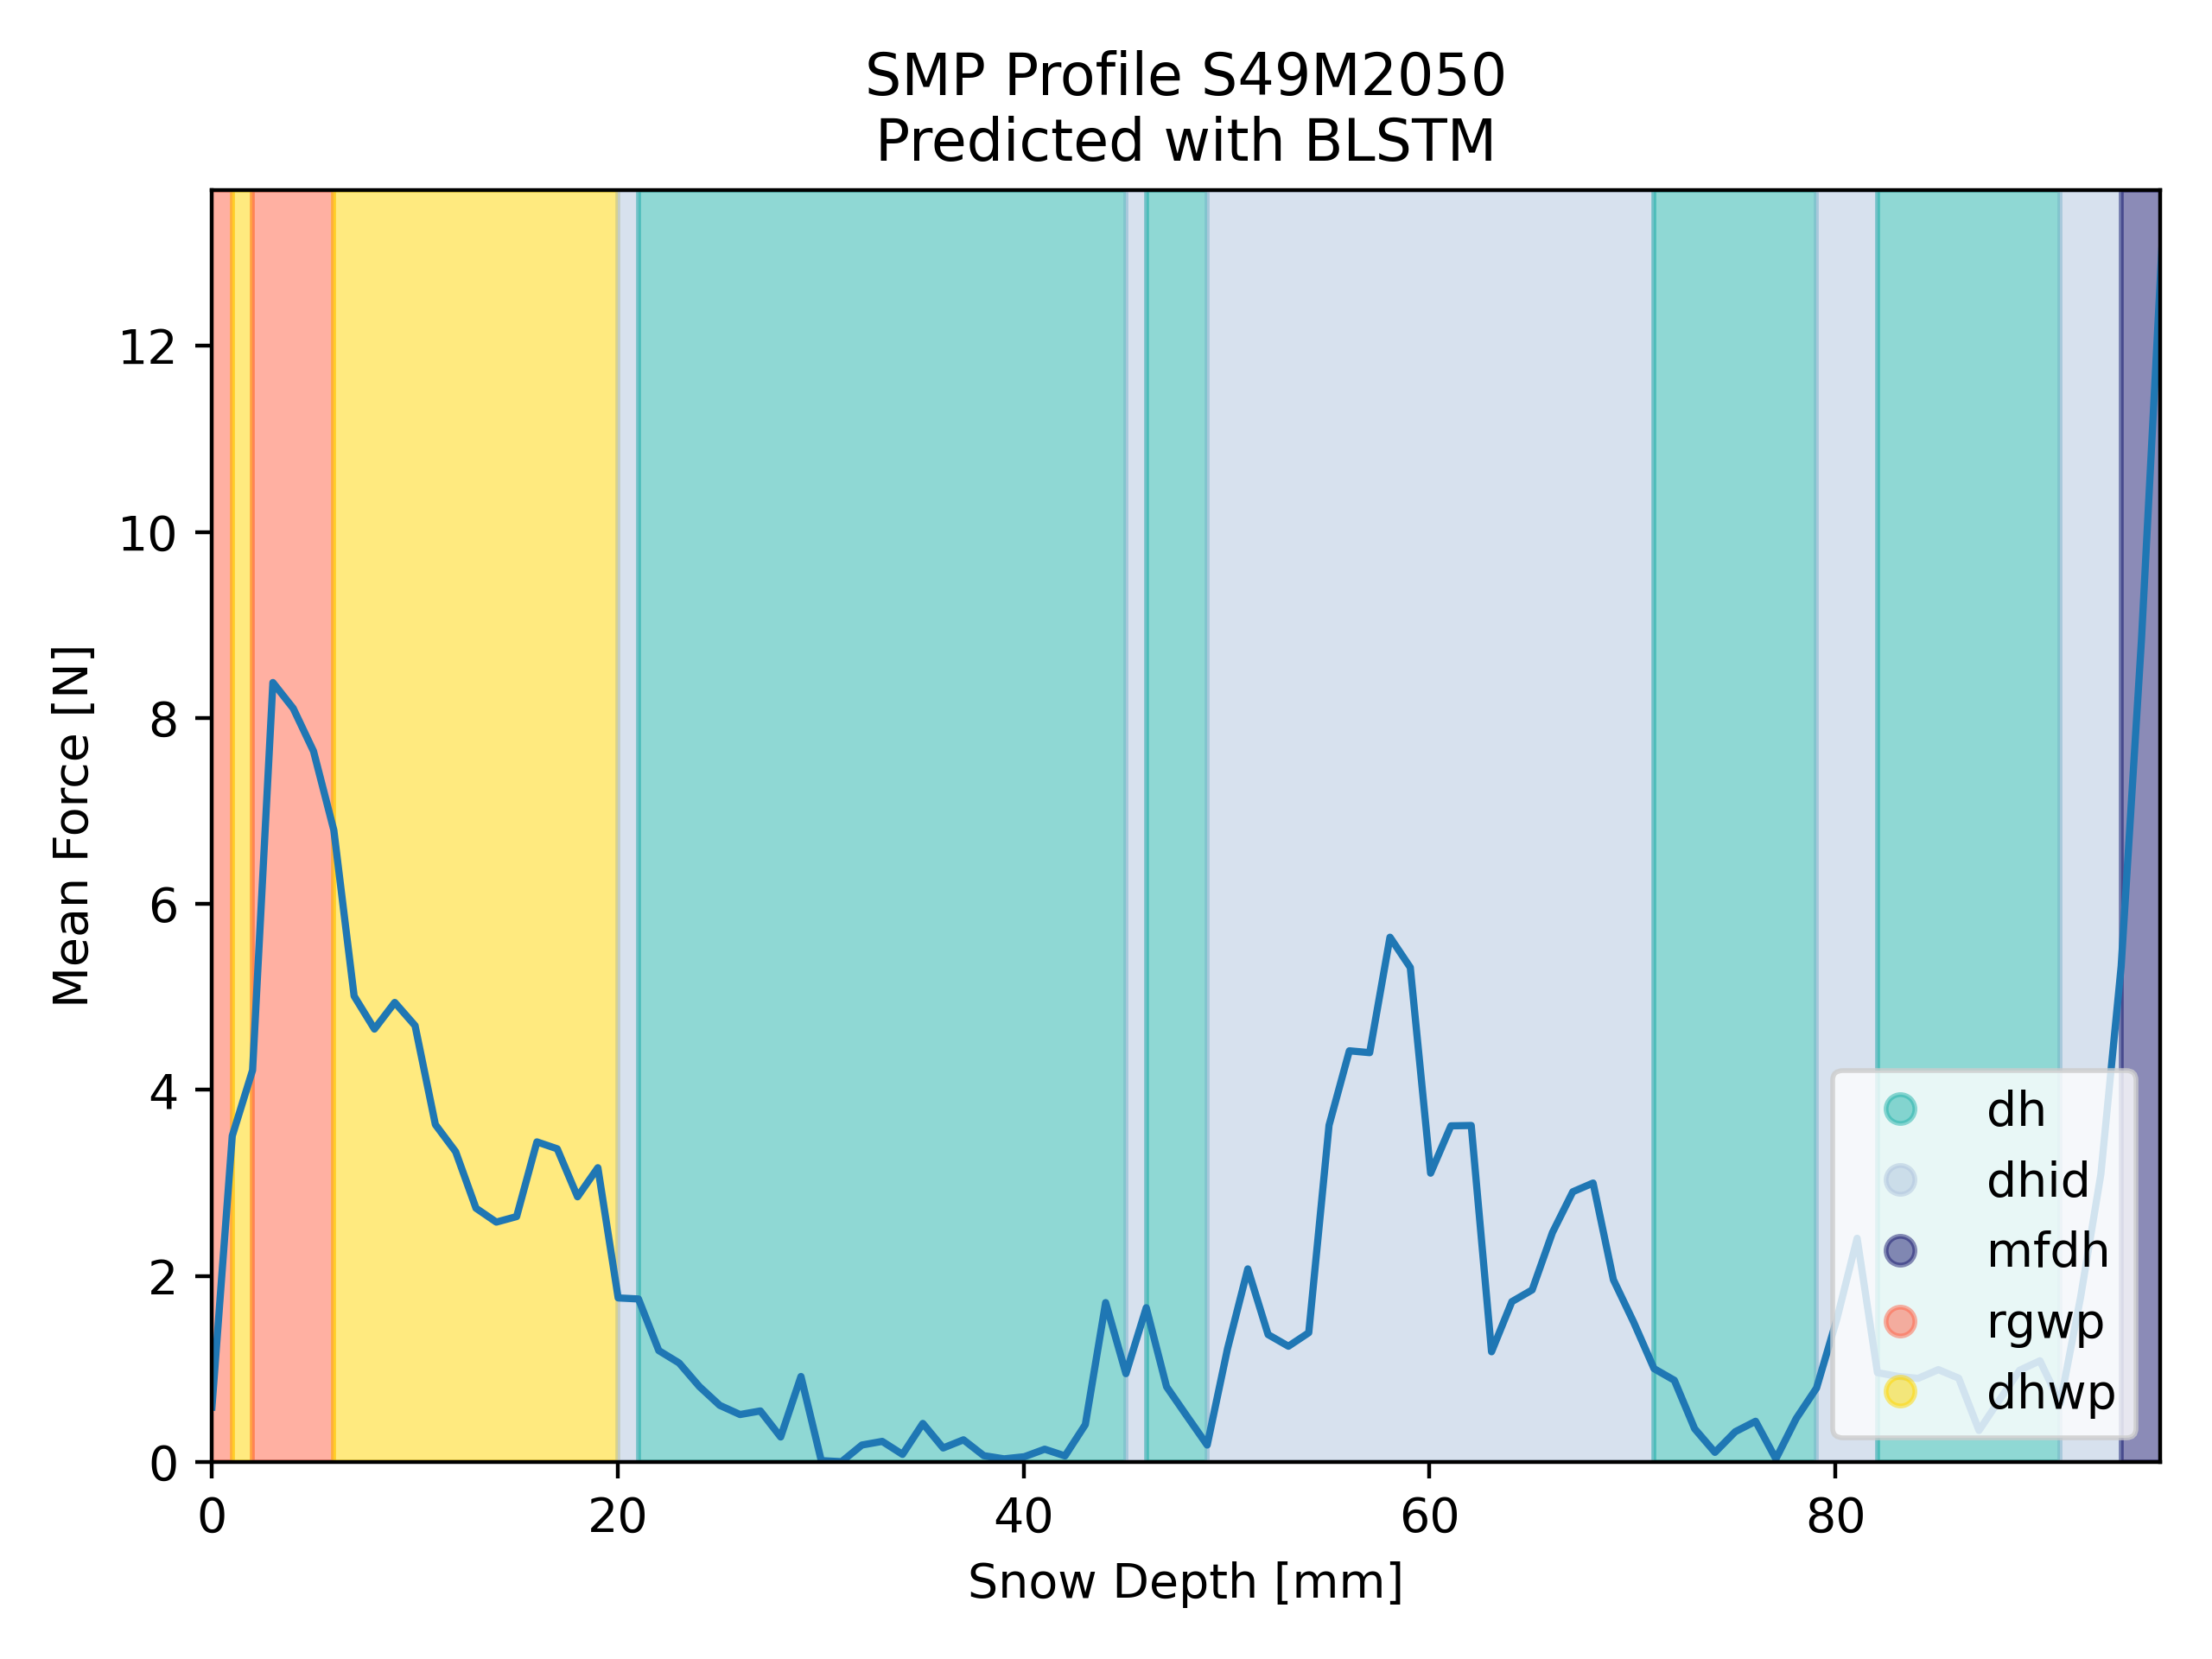 SMP Profile S49M2050
Predicted with BLSTM
Mean Force [N]
12
10
8
6
4
2
0
0 20 40 60 80
Snow Depth [mm]
dh
dhid
mfdh
rgwp
dhwp